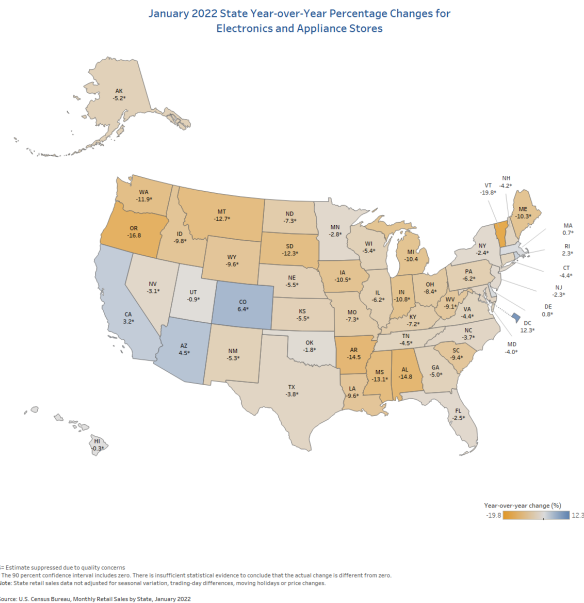 January 2022 State Year-over-Year Percentage Changes for
Electronics and Appliance Stores
AK
-5.2*
WA
-11.9*
OR
-16.8
CA
3.2*
NV
-3.1*
ID
-9.8*
MT
-12.7*
WY
-9.6*
UT
-0.9*
AZ
4.9*
CO
6.4*
NM
-5.3*
ND
-7.3*
SD
-12.3*
NE
-5.5*
KS
-5.5*
OK
-1.8*
TX
-3.8*
MN
-2.8*
IA
-10.5*
MO
-7.3*
AR
-14.5
LA
-9.6*
WI
-5.4*
IL
-6.2*
MI
-10.4
IN
-10.8*
OH
-8.4*
KY
-7.2*
TN
-4.5*
MS
-13.1*
AL
-14.8
GA
-5.0*
FL
-2.5*
SC
-9.4*
NC
-3.7*
VA
-4.4*
WV
-9.1*
PA
-6.2*
NY
-2.4*
VT
-19.8*
NH
-4.2*
ME
-10.3*
MA
0.7*
RI
2.3*
CT
-4.4*
NJ
-2.3*
DE
0.8*
DC
12.3*
MD
-4.0*
HI
-0.3*
Year-over-year change (%)
-19.8
12.3
= Estimate suppressed due to quality concerns
The 90 percent confidence interval includes zero. There is insufficient statistical evidence to conclude that the actual change is different from zero.
ote: State retail sales data not adjusted for seasonal variation, trading-day differences, moving holidays or price changes.
ource: U.S. Census Bureau, Monthly Retail Sales by State, January 2022